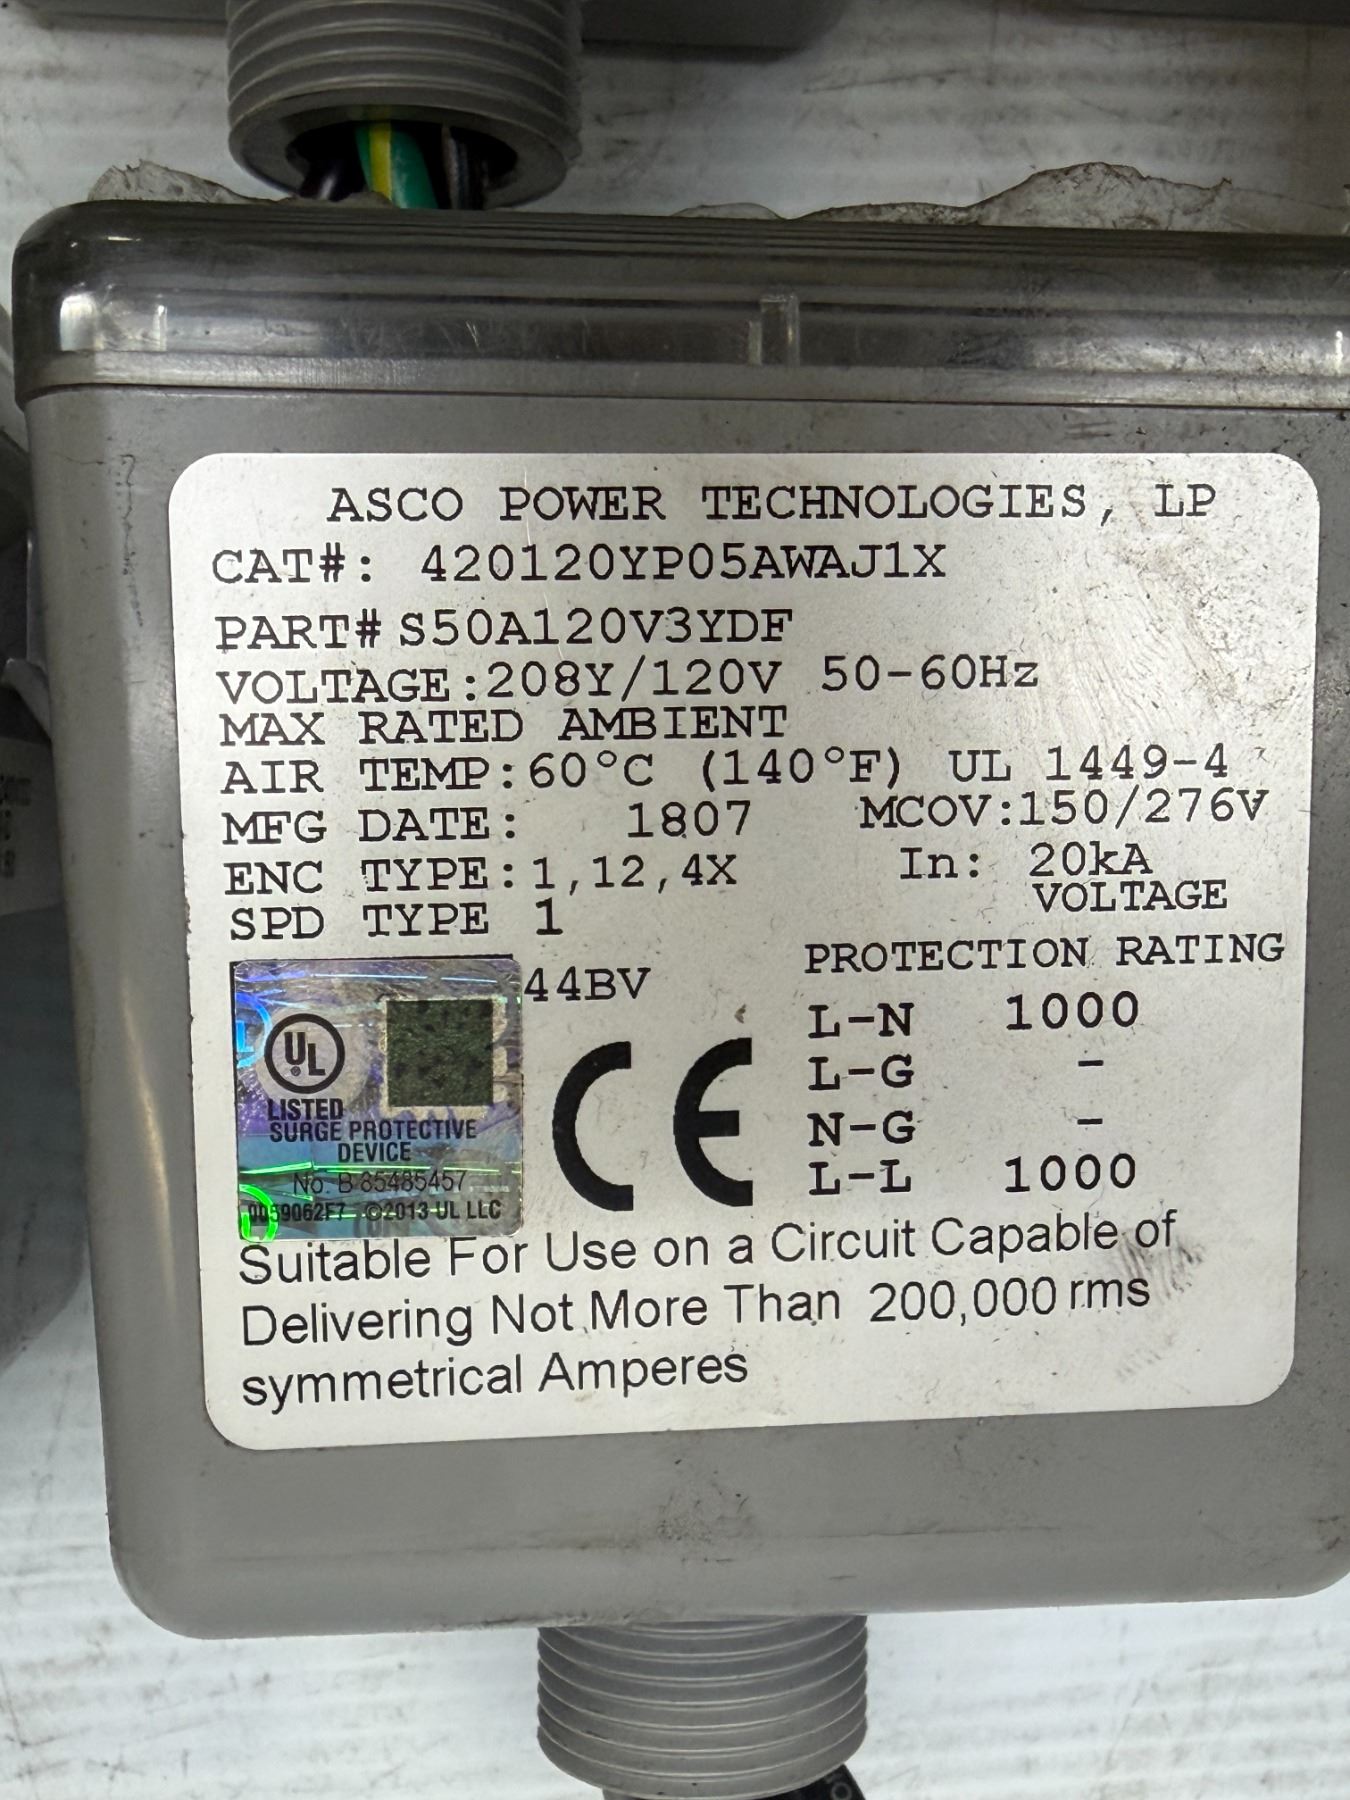 ASCO POWER TECHNOLOGIES, LP
CAT#: 420120YP05AWAJ1X
PART# S50A120V3YDF
VOLTAGE:208Y/120V 50-60Hz
MAX RATED AMBIENT
AIR TEMP:60°C (140°F) UL 1449-4
MFG DATE: 1807 MCOV:150/276V
ENC TYPE:1,12,4X In: 20kA
SPD TYPE 1 VOLTAGE
PROTECTION RATING
44BV
L-N 1000
L-G -
N-G -
L-L 1000
UL
LISTED
SURGE PROTECTIVE
DEVICE
No. B 85485457
0059062F7 ©2013 UL LLC
CE
Suitable For Use on a Circuit Capable of
Delivering Not More Than 200,000 rms
symmetrical Amperes